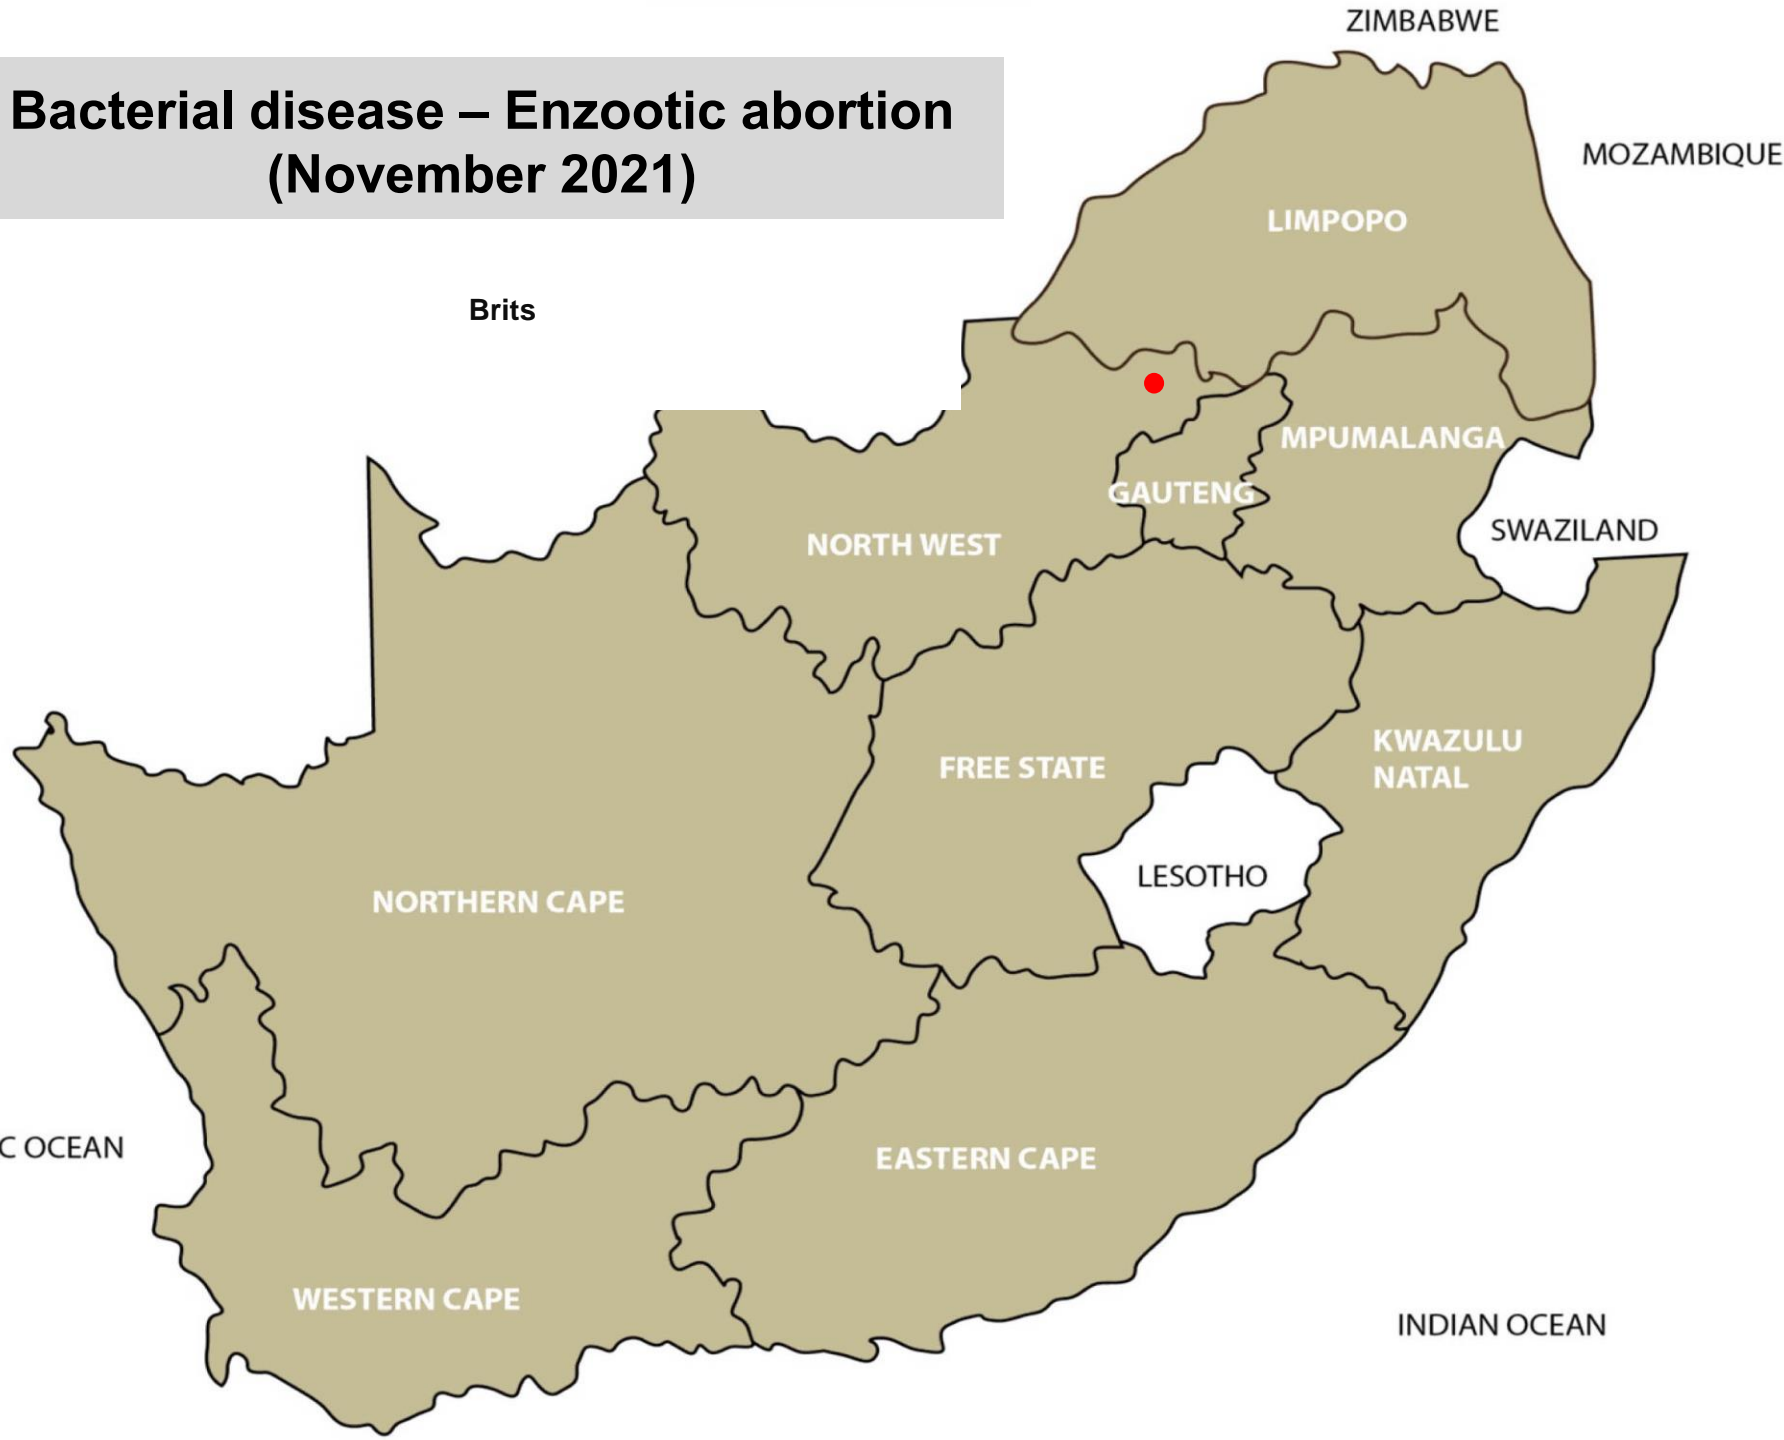 ZIMBABWE
Bacterial disease – Enzootic abortion
(November 2021)
MOZAMBIQUE
LIMPOPO
Brits
MPUMALANGA
GAUTENG
SWAZILAND
NORTH WEST
KWAZULU
NATAL
FREE STATE
LESOTHO
NORTHERN CAPE
C OCEAN
EASTERN CAPE
WESTERN CAPE
INDIAN OCEAN